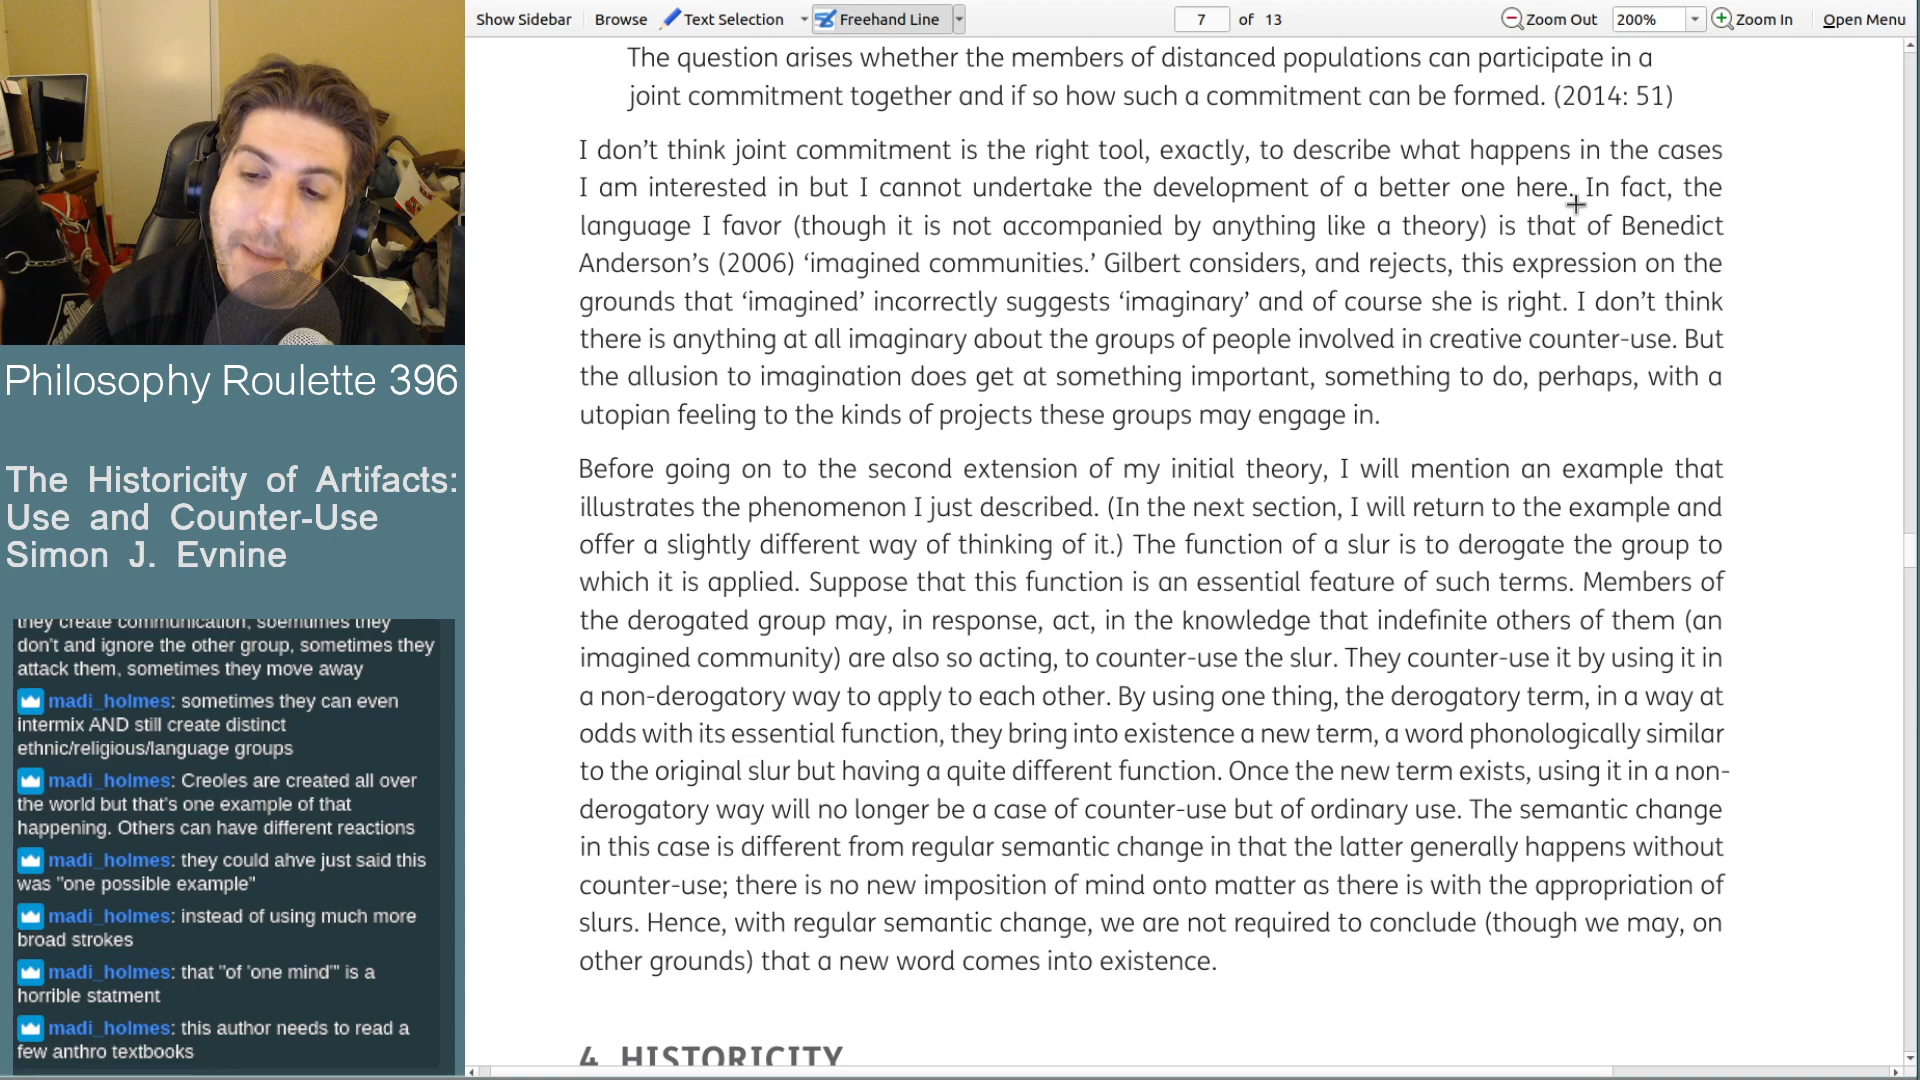 Show Sidebar Browse Text Selection Freehand Line 7 of 13 Zoom Out 200% Zoom In Open Menu
The question arises whether the members of distanced populations can participate in a
joint commitment together and if so how such a commitment can be formed. (2014: 51)
I don’t think joint commitment is the right tool, exactly, to describe what happens in the cases
I am interested in but I cannot undertake the development of a better one here. In fact, the
language I favor (though it is not accompanied by anything like a theory) is that of Benedict
Anderson’s (2006) ‘imagined communities.’ Gilbert considers, and rejects, this expression on the
grounds that ‘imagined’ incorrectly suggests ‘imaginary’ and of course she is right. I don’t think
there is anything at all imaginary about the groups of people involved in creative counter-use. But
the allusion to imagination does get at something important, something to do, perhaps, with a
utopian feeling to the kinds of projects these groups may engage in.
Before going on to the second extension of my initial theory, I will mention an example that
illustrates the phenomenon I just described. (In the next section, I will return to the example and
offer a slightly different way of thinking of it.) The function of a slur is to derogate the group to
which it is applied. Suppose that this function is an essential feature of such terms. Members of
the derogated group may, in response, act, in the knowledge that indefinite others of them (an
imagined community) are also so acting, to counter-use the slur. They counter-use it by using it in
a non-derogatory way to apply to each other. By using one thing, the derogatory term, in a way at
odds with its essential function, they bring into existence a new term, a word phonologically similar
to the original slur but having a quite different function. Once the new term exists, using it in a non-
derogatory way will no longer be a case of counter-use but of ordinary use. The semantic change
in this case is different from regular semantic change in that the latter generally happens without
counter-use; there is no new imposition of mind onto matter as there is with the appropriation of
slurs. Hence, with regular semantic change, we are not required to conclude (though we may, on
other grounds) that a new word comes into existence.
4 HISTORICITY
Philosophy Roulette 396
The Historicity of Artifacts:
Use and Counter-Use
Simon J. Evnine
they create communication, soemtimes they
don't and ignore the other group, sometimes they
attack them, sometimes they move away
madi_holmes: sometimes they can even
intermix AND still create distinct
ethnic/religious/language groups
madi_holmes: Creoles are created all over
the world but that's one example of that
happening. Others can have different reactions
madi_holmes: they could ahve just said this
was "one possible example"
madi_holmes: instead of using much more
broad strokes
madi_holmes: that "of 'one mind'" is a
horrible statment
madi_holmes: this author needs to read a
few anthro textbooks